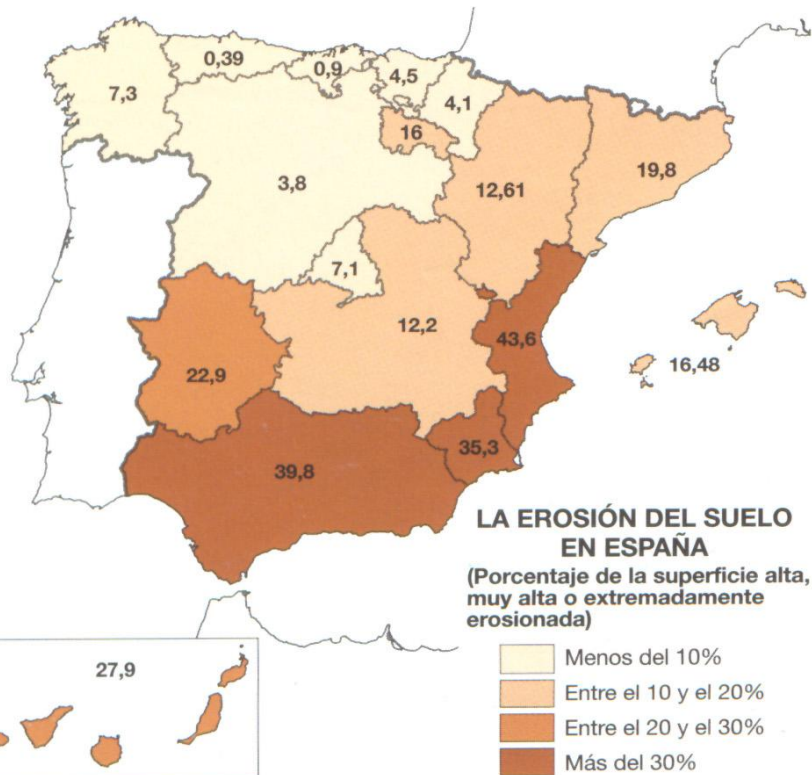 0,39
0,9
4,5
7,3
4,1
16
3,8
12,61
19,8
7,1
12,2
43,6
16,48
22,9
35,3
39,8
LA EROSIÓN DEL SUELO
EN ESPAÑA
(Porcentaje de la superficie alta,
muy alta o extremadamente
erosionada)
Menos del 10%
Entre el 10 y el 20%
Entre el 20 y el 30%
Más del 30%
27,9